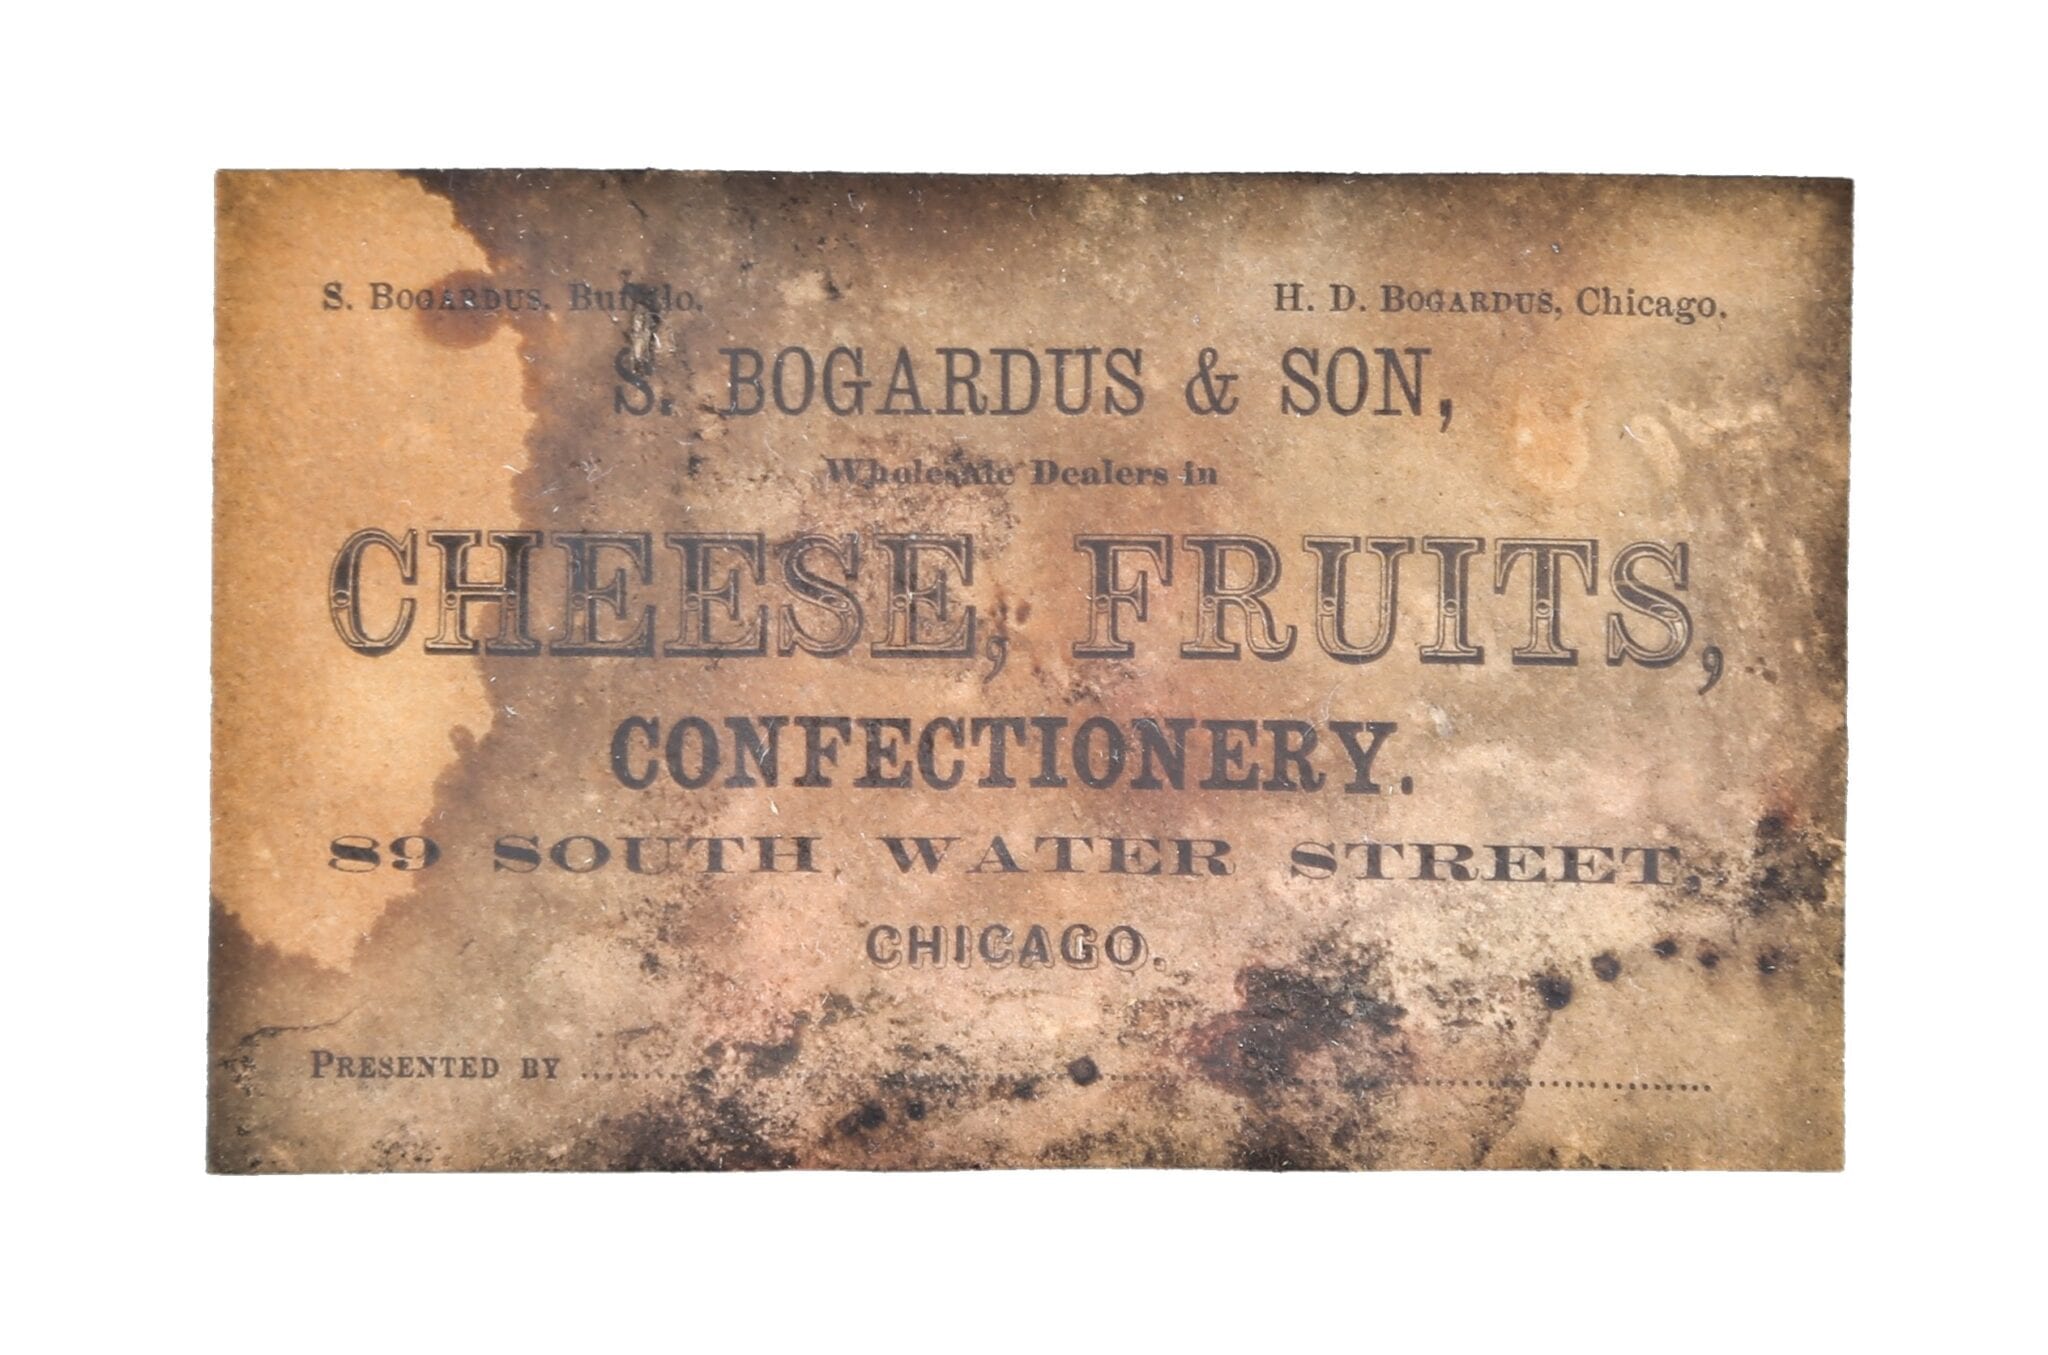 S. BOGARDUS, Buffalo. H. D. BOGARDUS, Chicago.
S. BOGARDUS & SON,
Wholesale Dealers in
CHEESE, FRUITS,
CONFECTIONERY.
89 SOUTH WATER STREET,
CHICAGO.
PRESENTED BY